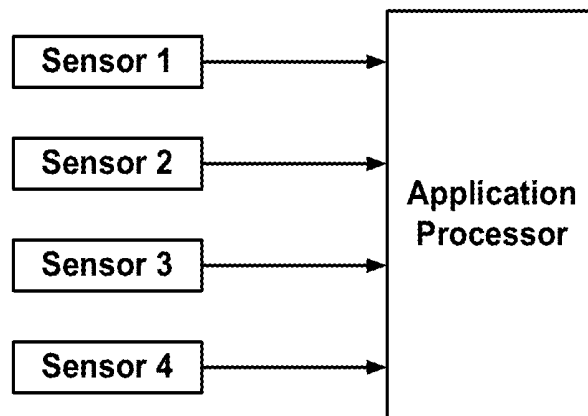 Sensor 1
Sensor 2
Sensor 3
Sensor 4
Application
Processor